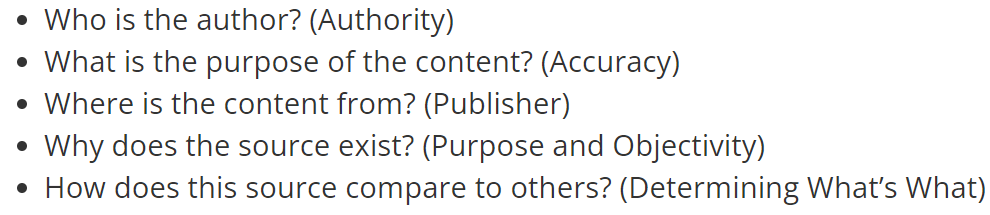 • Who is the author? (Authority)
• What is the purpose of the content? (Accuracy)
• Where is the content from? (Publisher)
• Why does the source exist? (Purpose and Objectivity)
• How does this source compare to others? (Determining What’s What)